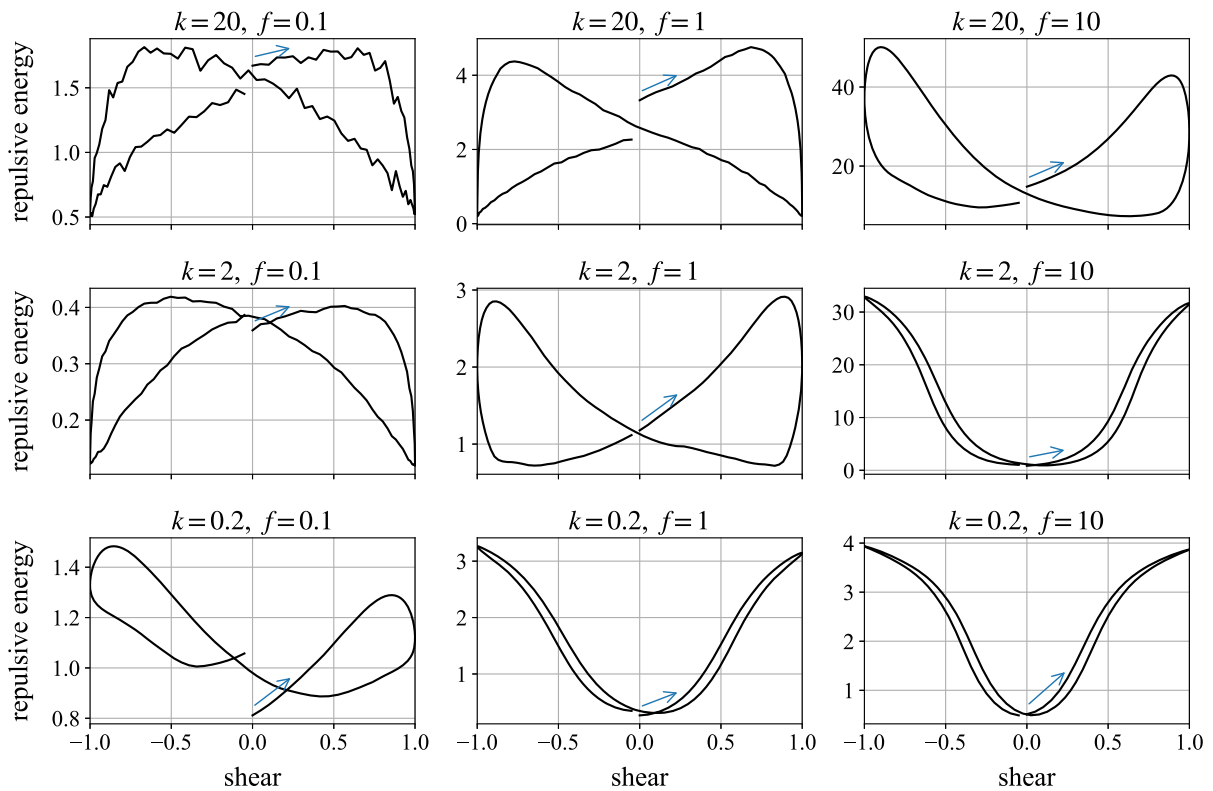 k = 20, f = 0.1
k = 20, f = 1
k = 20, f = 10
repulsive energy
1.5
1.0
0.5
4
2
0
40
20
k = 2, f = 0.1
k = 2, f = 1
k = 2, f = 10
repulsive energy
0.4
0.3
0.2
3
2
1
30
20
10
0
k = 0.2, f = 0.1
k = 0.2, f = 1
k = 0.2, f = 10
repulsive energy
1.4
1.2
1.0
0.8
3
2
1
4
3
2
1
−1.0 −0.5 0.0 0.5 1.0
−1.0 −0.5 0.0 0.5 1.0
−1.0 −0.5 0.0 0.5 1.0
shear
shear
shear